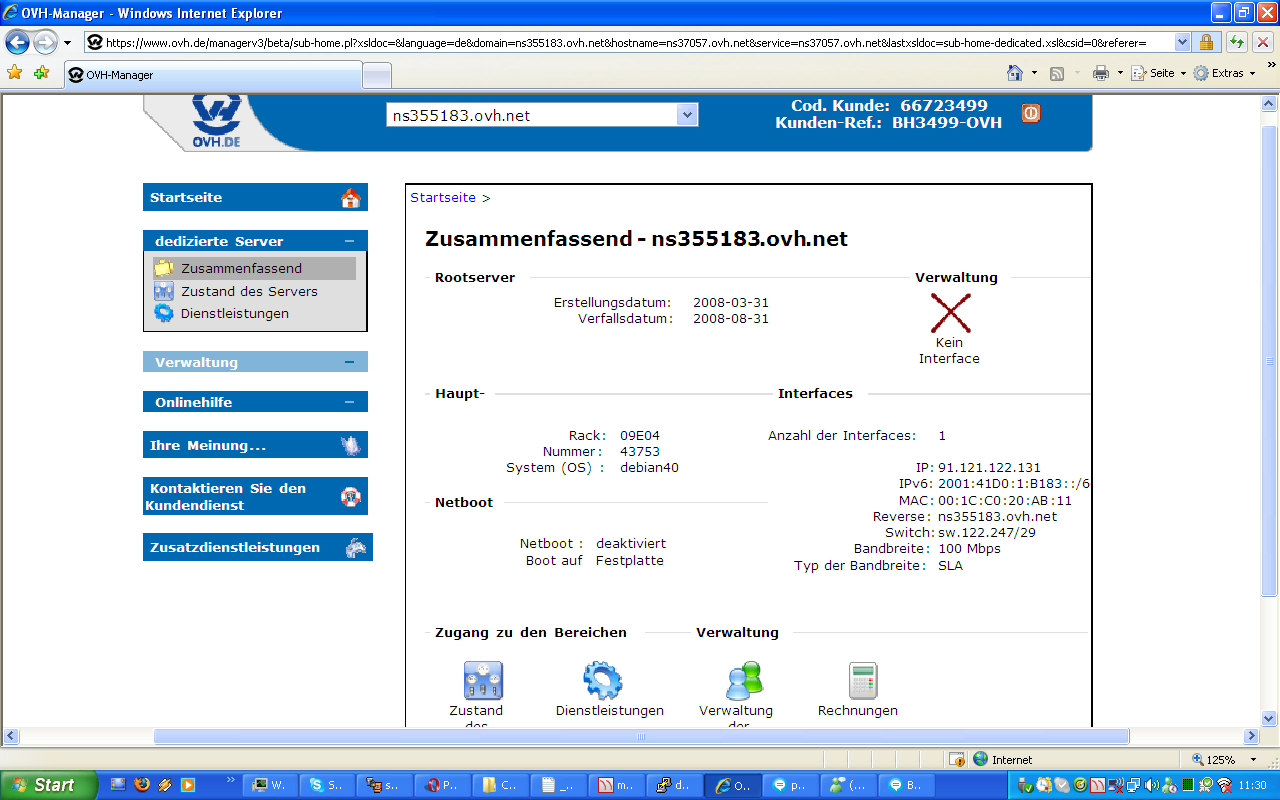 OVH-Manager - Windows Internet Explorer
https://www.ovh.de/managerv3/beta/sub-home.pl?xsldoc=&language=de&domain=ns355183.ovh.net&hostname=ns37057.ovh.net&service=ns37057.ovh.net&lastxsldoc=sub-home-dedicated.xsl&csid=0&referer=
OVH-Manager
Seite
Extras
OVH.DE
ns355183.ovh.net
Cod. Kunde: 66723499
Kunden-Ref.: BH3499-OVH
Startseite
dedizierte Server
Zusammenfassend
Zustand des Servers
Dienstleistungen
Verwaltung
Onlinehilfe
Ihre Meinung...
Kontaktieren Sie den
Kundendienst
Zusatzdienstleistungen
Startseite >
Zusammenfassend - ns355183.ovh.net
Rootserver
Erstellungsdatum: 2008-03-31
Verfallsdatum: 2008-08-31
Verwaltung
Kein
Interface
Haupt-
Rack: 09E04
Nummer: 43753
System (OS) : debian40
Netboot
Netboot : deaktiviert
Boot auf Festplatte
Interfaces
Anzahl der Interfaces: 1
IP: 91.121.122.131
IPv6: 2001:41D0:1:B183::/6
MAC: 00:1C:C0:20:AB:11
Reverse: ns355183.ovh.net
Switch: sw.122.247/29
Bandbreite: 100 Mbps
Typ der Bandbreite: SLA
Zugang zu den Bereichen
Verwaltung
Zustand
des
Dienstleistungen
Verwaltung
der
Rechnungen
Internet
125%
Start
W.
S..
s..
P..
C..
_..
m..
d..
O..
p..
(...
B..
11:30